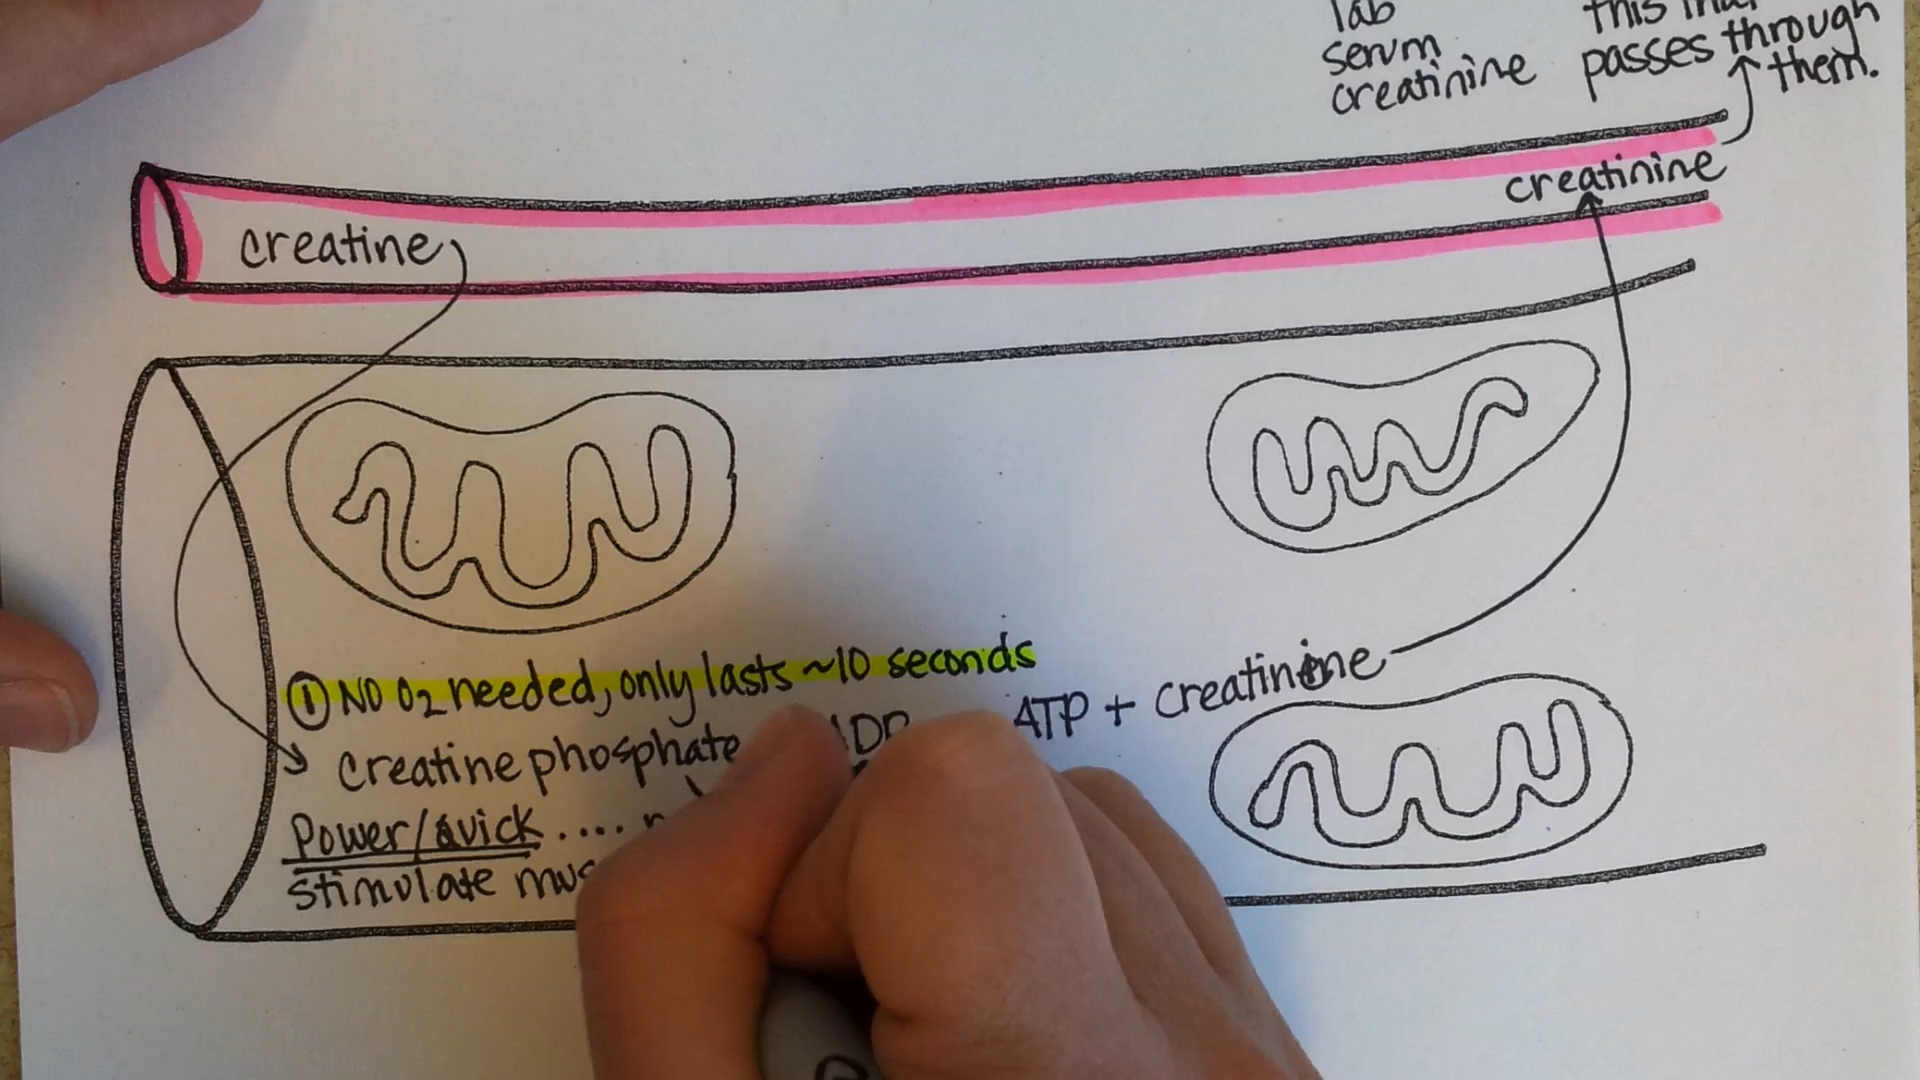 lab
serum
creatinine
this
passes through
them.
creatinine
creatine
① NO O2 needed, only lasts ~10 seconds
Creatine phosphate ATP + Creatinine
Power/Quick ....
stimulate